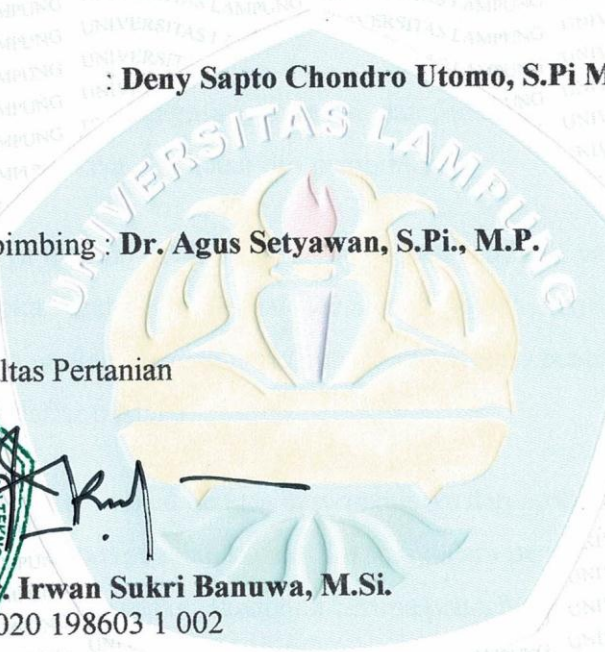 : Deny Sapto Chondro Utomo, S.Pi M
UNIVERSITAS LAMPUNG
bimbing : Dr. Agus Setyawan, S.Pi., M.P.
ltas Pertanian
. Irwan Sukri Banuwa, M.Si.
020 198603 1 002